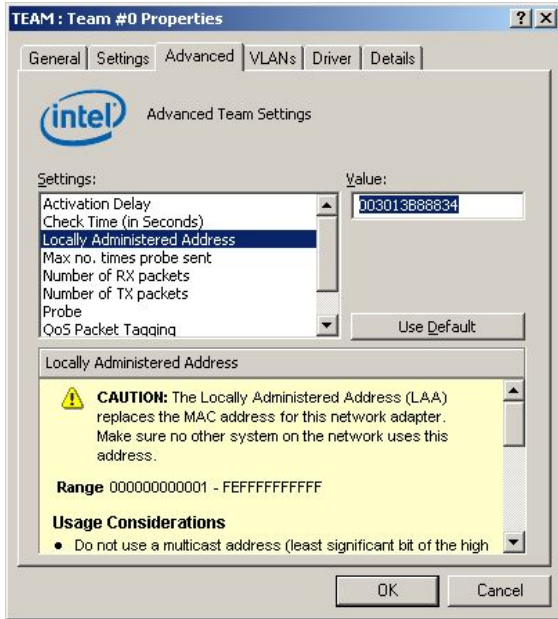 TEAM : Team #0 Properties
General Settings Advanced VLANs Driver Details
intel
Advanced Team Settings
Settings:
Value:
Activation Delay
Check Time (in Seconds)
Locally Administered Address
Max no. times probe sent
Number of RX packets
Number of TX packets
Probe
QoS Packet Tagging
003013B88834
Use Default
Locally Administered Address
CAUTION: The Locally Administered Address (LAA)
replaces the MAC address for this network adapter.
Make sure no other system on the network uses this
address.
Range 000000000001 - FEFFFFFFFFFF
Usage Considerations
• Do not use a multicast address (least significant bit of the high
OK Cancel